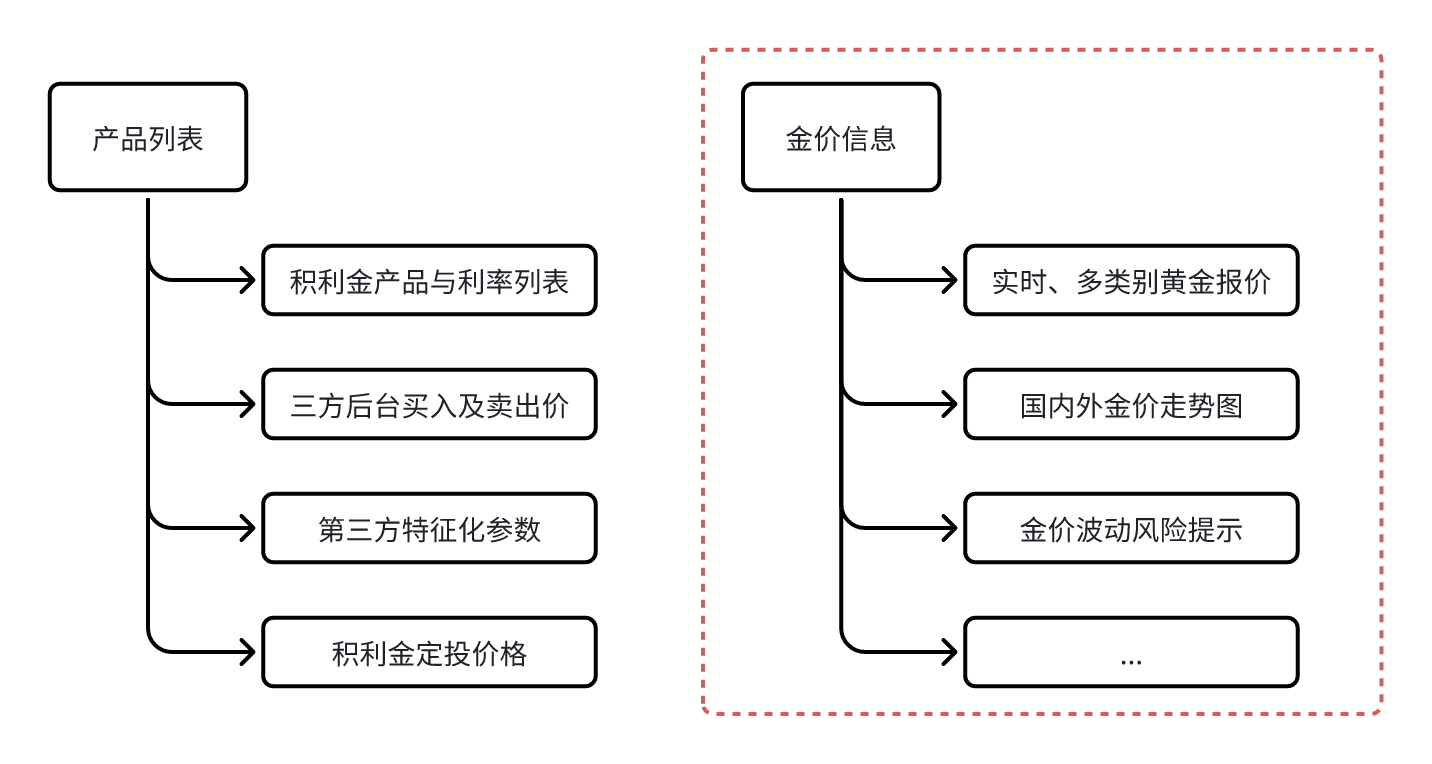 产品列表
积利金产品与利率列表
三方后台买入及卖出价
第三方特征化参数
积利金定投价格
金价信息
实时、多类别黄金报价
国内外金价走势图
金价波动风险提示
...